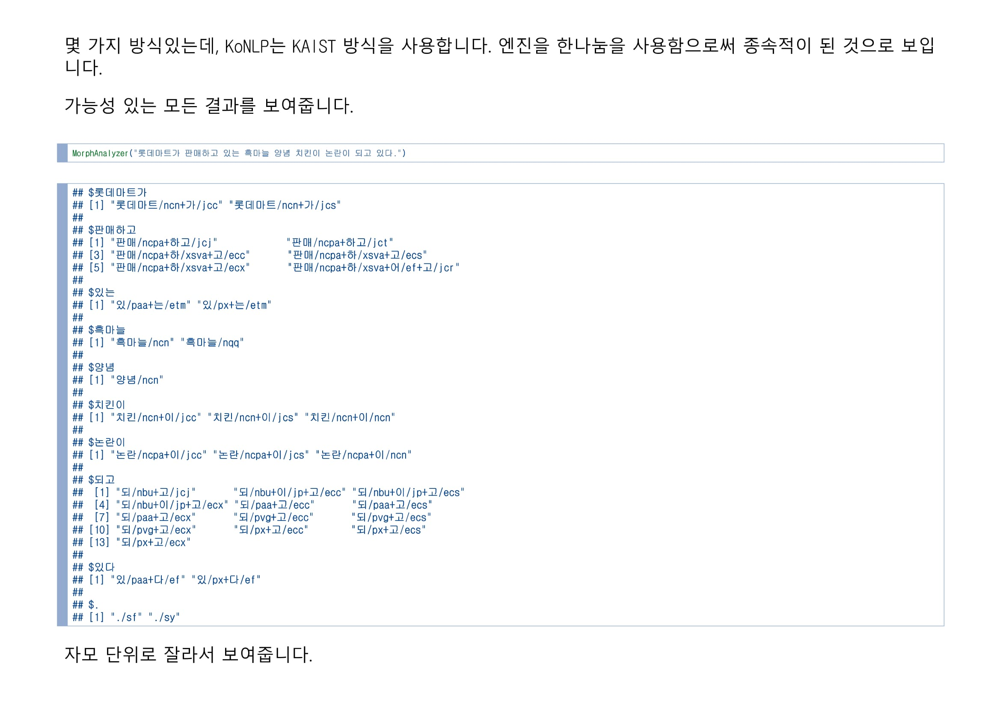 몇 가지 방식있는데, KoNLP는 KAIST 방식을 사용합니다. 엔진을 한나눔을 사용함으로써 종속적이 된 것으로 보입
니다.
가능성 있는 모든 결과를 보여줍니다.
MorphAnalyzer("롯데마트가 판매하고 있는 흑마늘 양념 치킨이 논란이 되고 있다.")
## $롯데마트가
## [1] "롯데마트/ncn+가/jcc" "롯데마트/ncn+가/jcs"
##
## $판매하고
## [1] "판매/ncpa+하고/jcj" "판매/ncpa+하고/jct"
## [3] "판매/ncpa+하/xsva+고/ecc" "판매/ncpa+하/xsva+고/ecs"
## [5] "판매/ncpa+하/xsva+고/ecx" "판매/ncpa+하/xsva+어/ef+고/jcr"
##
## $있는
## [1] "있/paa+는/etm" "있/px+는/etm"
##
## $흑마늘
## [1] "흑마늘/ncn" "흑마늘/nqq"
##
## $양념
## [1] "양념/ncn"
##
## $치킨이
## [1] "치킨/ncn+이/jcc" "치킨/ncn+이/jcs" "치킨/ncn+이/ncn"
##
## $논란이
## [1] "논란/ncpa+이/jcc" "논란/ncpa+이/jcs" "논란/ncpa+이/ncn"
##
## $되고
## [1] "되/nbu+고/jcj" "되/nbu+이/jp+고/ecc" "되/nbu+이/jp+고/ecs"
## [4] "되/nbu+이/jp+고/ecx" "되/paa+고/ecc" "되/paa+고/ecs"
## [7] "되/paa+고/ecx" "되/pvg+고/ecc" "되/pvg+고/ecs"
## [10] "되/pvg+고/ecx" "되/px+고/ecc" "되/px+고/ecs"
## [13] "되/px+고/ecx"
##
## $있다
## [1] "있/paa+다/ef" "있/px+다/ef"
##
## $.
## [1] "./sf" "./sy"
자모 단위로 잘라서 보여줍니다.